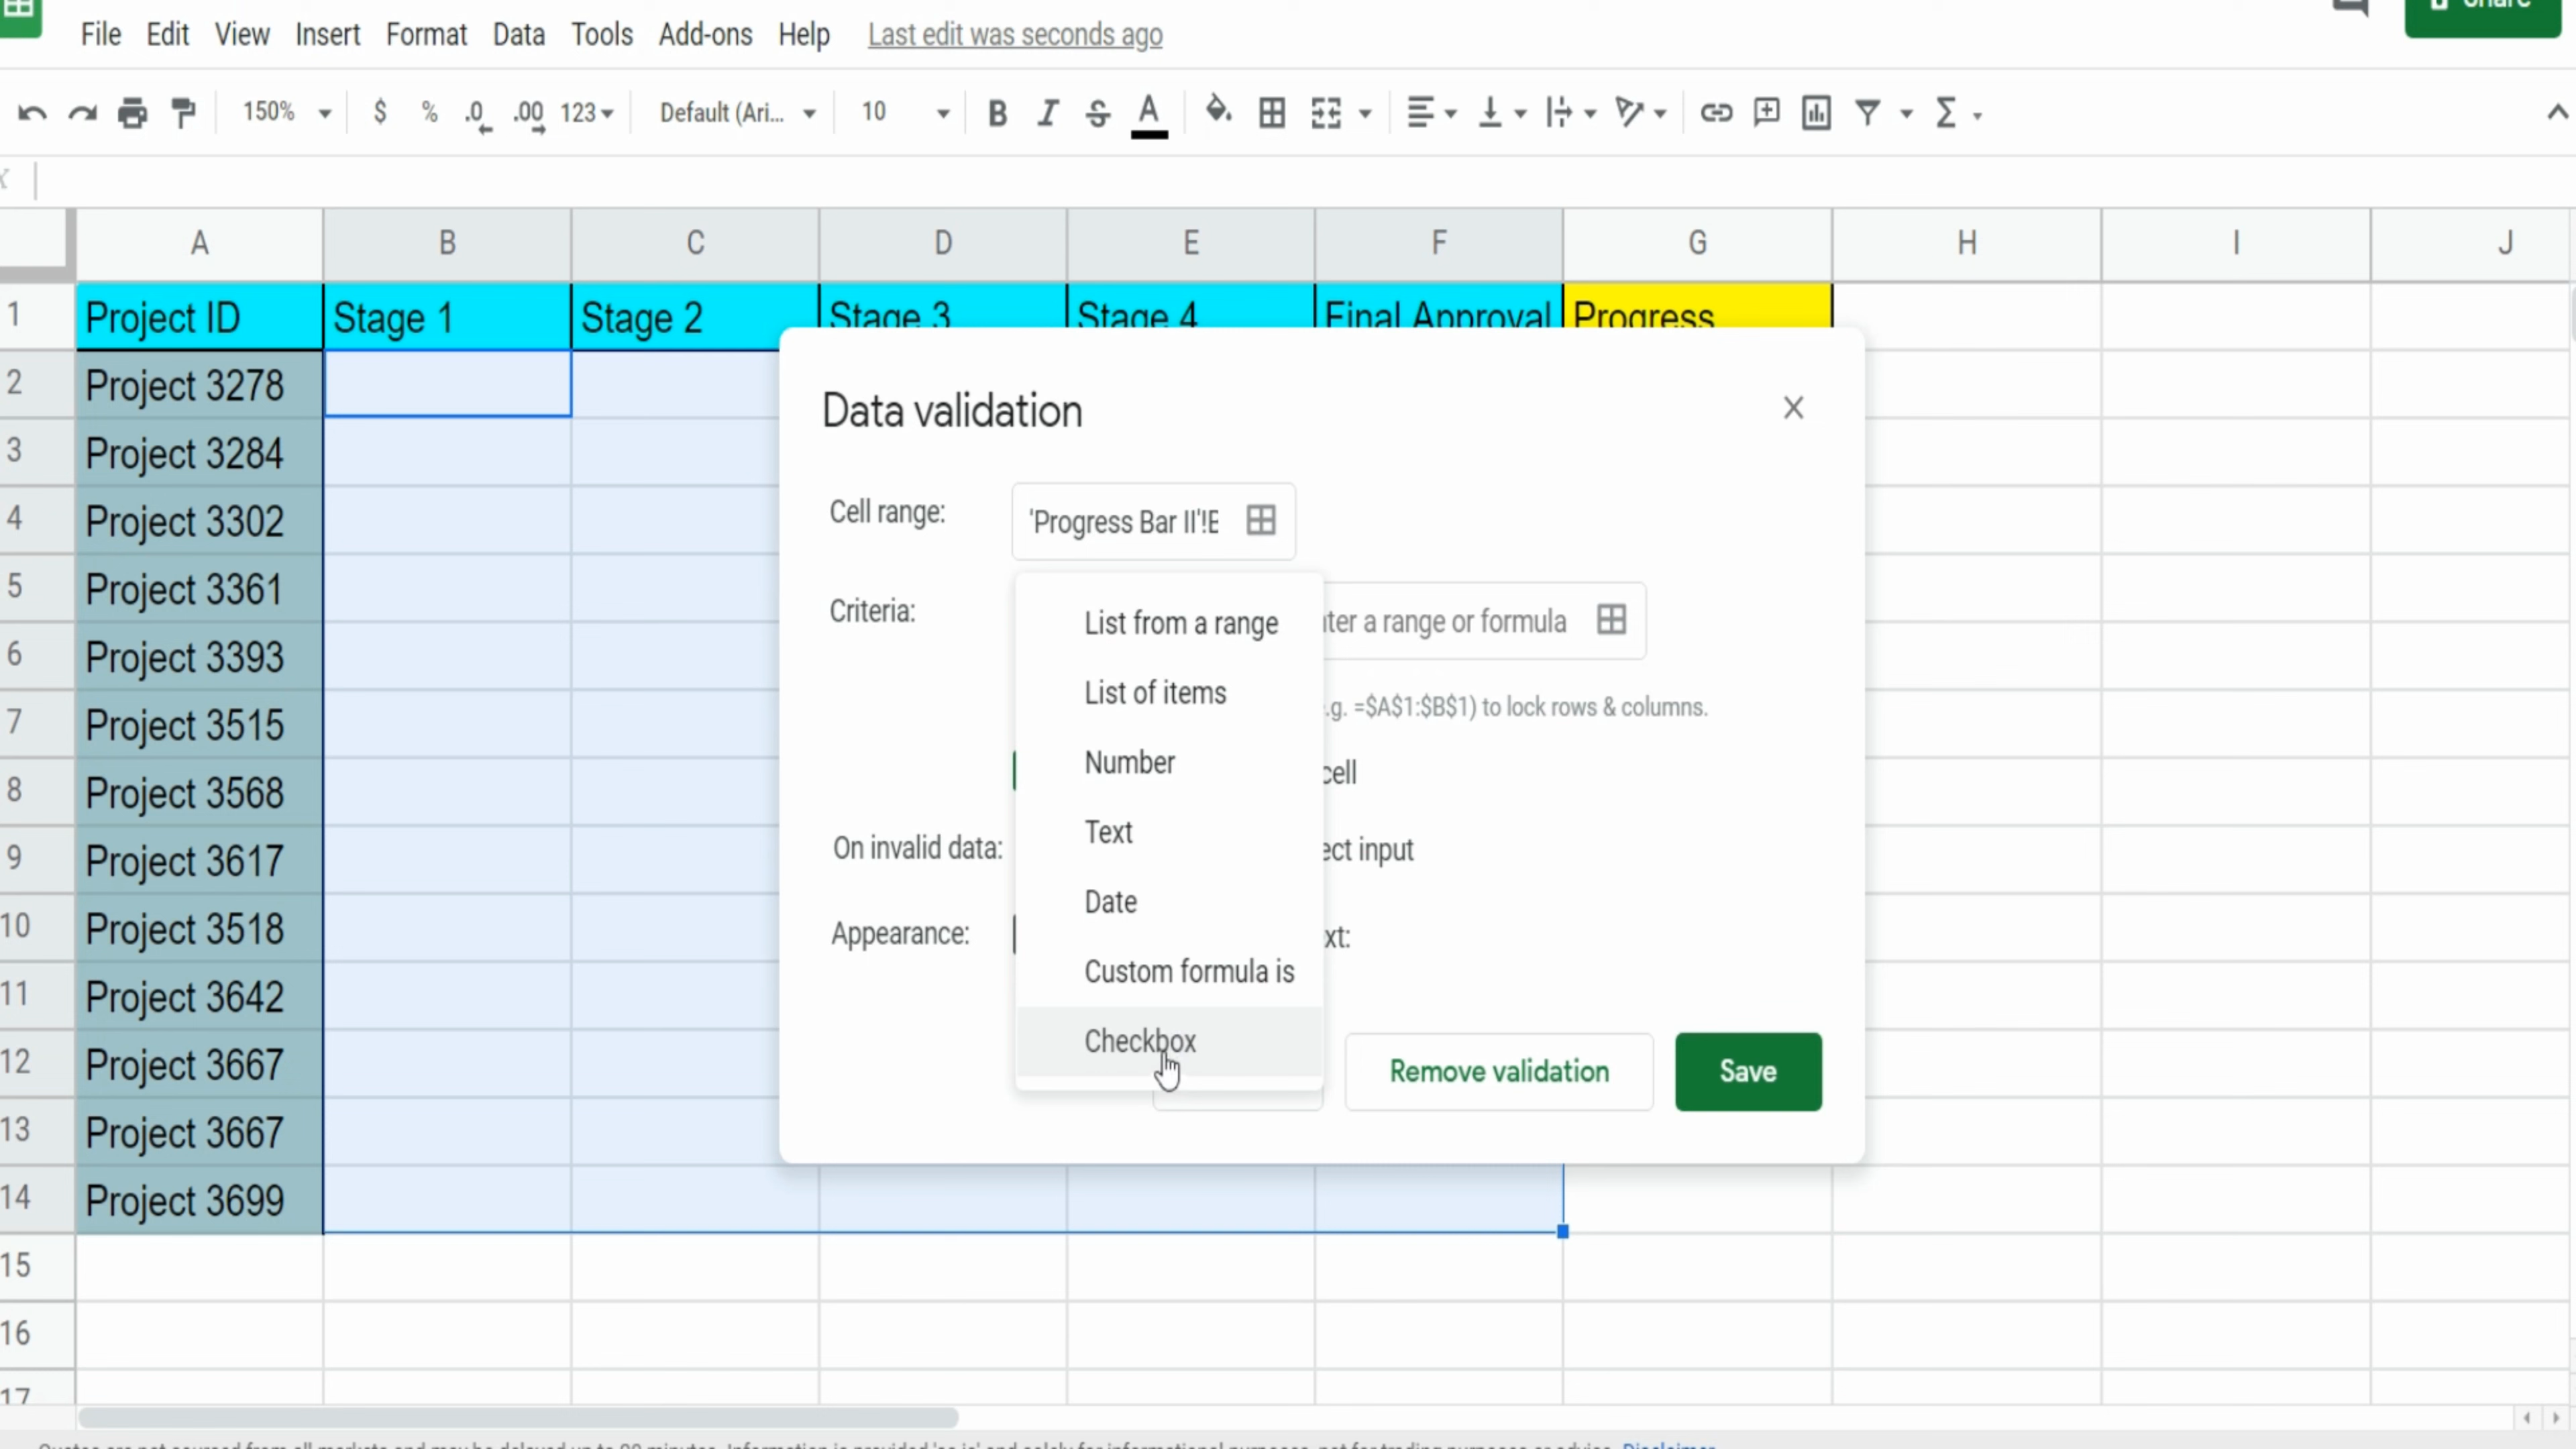 File Edit View Insert Format Data Tools Add-ons Help Last edit was seconds ago
150% $ % .0 .00 123 Default (Ari... 10 B I S A Σ
A B C D E F G H I J
1 Project ID Stage 1 Stage 2 Stage 3 Stage 4 Final Approval Progress
2 Project 3278
3 Project 3284
4 Project 3302
5 Project 3361
6 Project 3393
7 Project 3515
8 Project 3568
9 Project 3617
10 Project 3518
11 Project 3642
12 Project 3667
13 Project 3667
14 Project 3699
15
16
17
Data validation
Cell range: 'Progress Bar II'!
Criteria:
List from a range
a range or formula
List of items
=$A$1:$B$1) to lock rows & columns.
Number
cell
Text
On invalid data: input
Date
Appearance:
Custom formula is
Checkbox
Remove validation Save